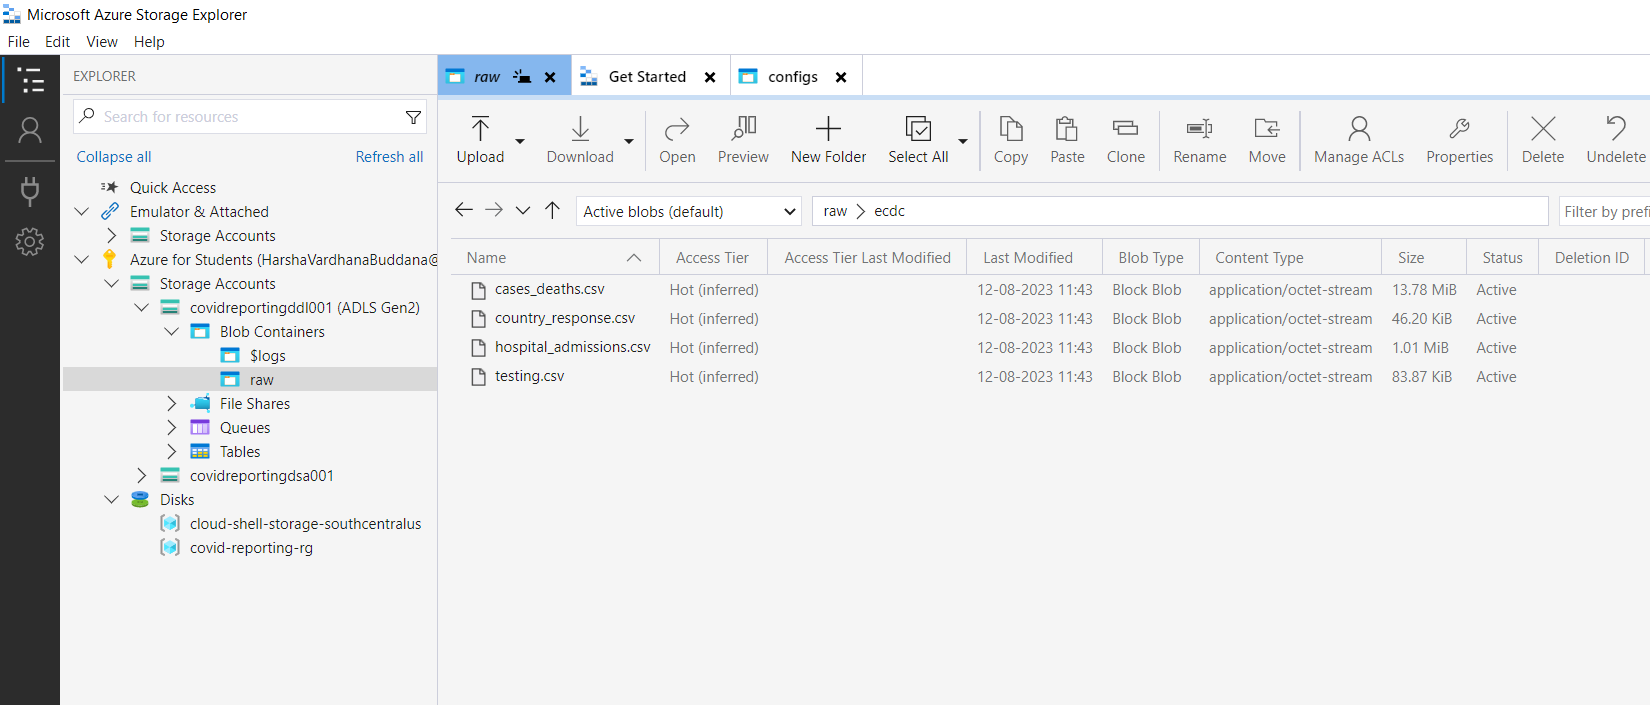 Microsoft Azure Storage Explorer
File Edit View Help
EXPLORER
Search for resources
Collapse all Refresh all
Quick Access
Emulator & Attached
Storage Accounts
Azure for Students (HarshaVardhanaBuddana@
Storage Accounts
covidreportingddl001 (ADLS Gen2)
Blob Containers
$logs
raw
File Shares
Queues
Tables
covidreportingdsa001
Disks
cloud-shell-storage-southcentralus
covid-reporting-rg
raw Get Started configs
Upload Download Open Preview New Folder Select All Copy Paste Clone Rename Move Manage ACLs Properties Delete Undelete
Active blobs (default) raw ecdc Filter by prefi
Name Access Tier Access Tier Last Modified Last Modified Blob Type Content Type Size Status Deletion ID
cases_deaths.csv Hot (inferred) 12-08-2023 11:43 Block Blob application/octet-stream 13.78 MiB Active
country_response.csv Hot (inferred) 12-08-2023 11:43 Block Blob application/octet-stream 46.20 KiB Active
hospital_admissions.csv Hot (inferred) 12-08-2023 11:43 Block Blob application/octet-stream 1.01 MiB Active
testing.csv Hot (inferred) 12-08-2023 11:43 Block Blob application/octet-stream 83.87 KiB Active